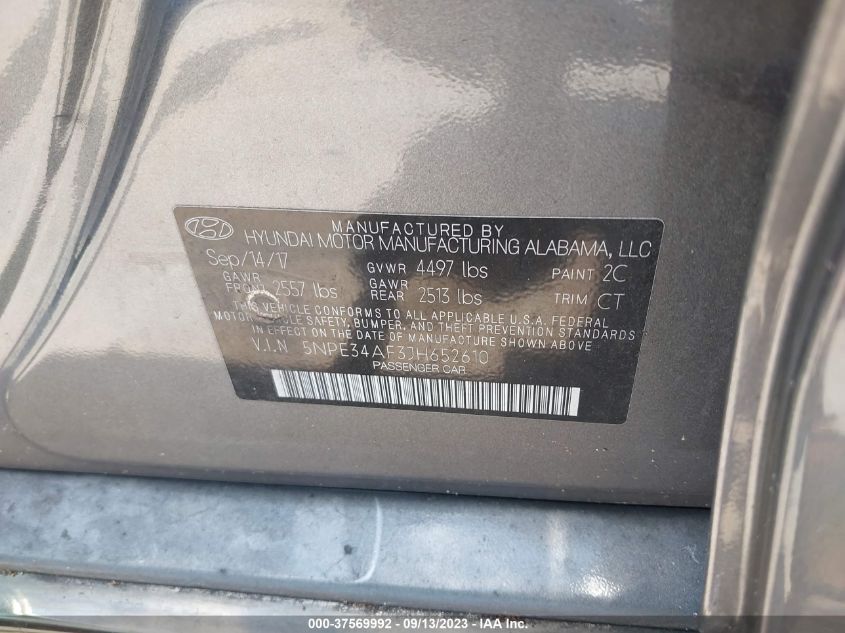 MANUFACTURED BY
HYUNDAI MOTOR MANUFACTURING ALABAMA, LLC
Sep/14/17 GVWR 4497 lbs PAINT 2C
GAWR FRONT 2557 lbs GAWR REAR 2513 lbs TRIM CT
THIS VEHICLE CONFORMS TO ALL APPLICABLE U.S.A. FEDERAL
MOTOR VEHICLE SAFETY, BUMPER, AND THEFT PREVENTION STANDARDS
IN EFFECT ON THE DATE OF MANUFACTURE SHOWN ABOVE
V.I.N 5NPE34AF3JH652610
PASSENGER CAR
000-37569992 - 09/13/2023 - IAA Inc.